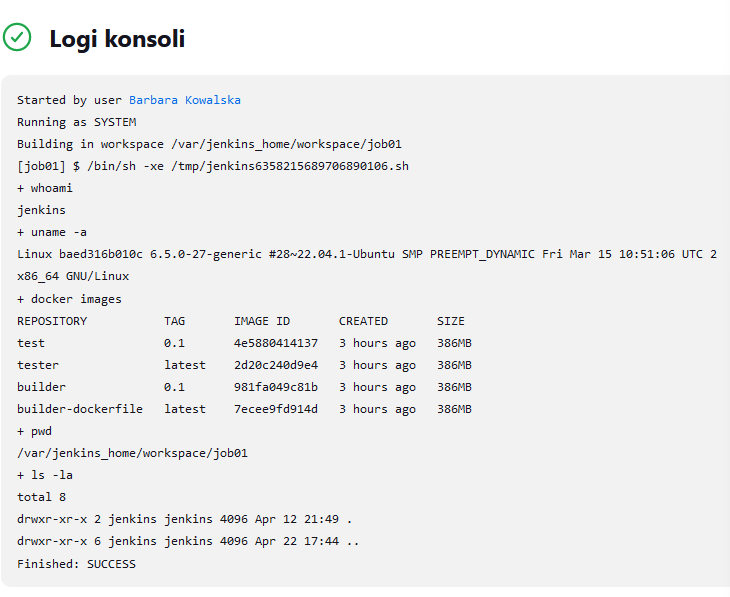 Logi konsoli
Started by user Barbara Kowalska
Running as SYSTEM
Building in workspace /var/jenkins_home/workspace/job01
[job01] $ /bin/sh -xe /tmp/jenkins6358215689706890106.sh
+ whoami
jenkins
+ uname -a
Linux baed316b010c 6.5.0-27-generic #28~22.04.1-Ubuntu SMP PREEMPT_DYNAMIC Fri Mar 15 10:51:06 UTC 2
x86_64 GNU/Linux
+ docker images
REPOSITORY           TAG       IMAGE ID       CREATED       SIZE
test                 0.1       4e5880414137   3 hours ago   386MB
tester               latest    2d20c240d9e4   3 hours ago   386MB
builder              0.1       981fa049c81b   3 hours ago   386MB
builder-dockerfile   latest    7ecee9fd914d   3 hours ago   386MB
+ pwd
/var/jenkins_home/workspace/job01
+ ls -la
total 8
drwxr-xr-x 2 jenkins jenkins 4096 Apr 12 21:49 .
drwxr-xr-x 6 jenkins jenkins 4096 Apr 22 17:44 ..
Finished: SUCCESS